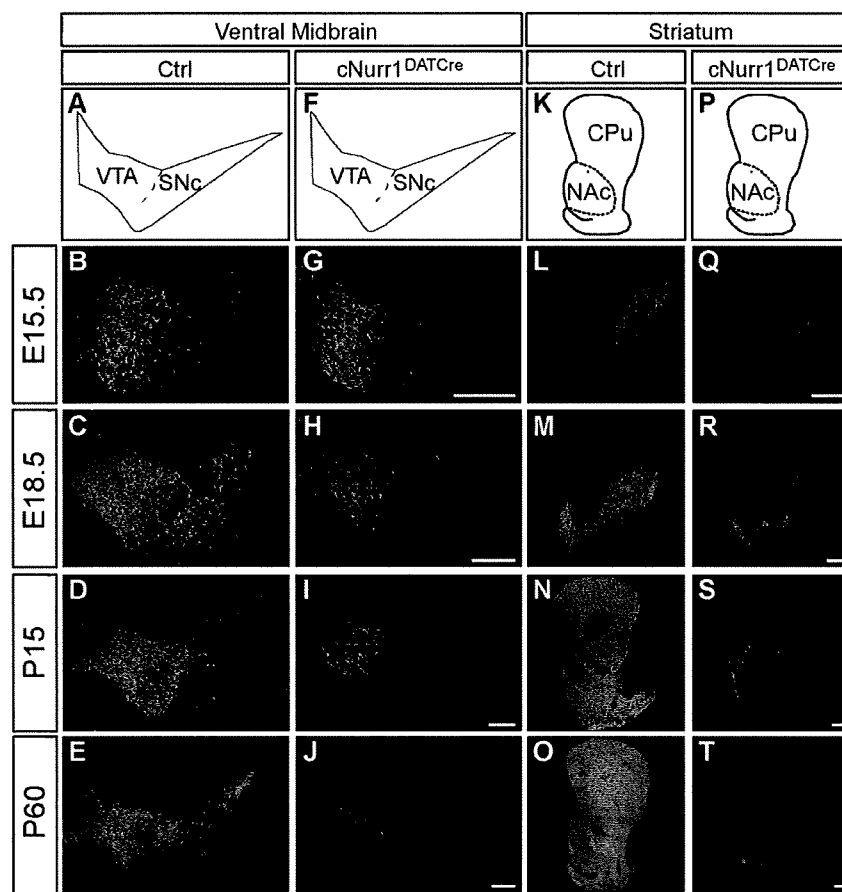 Ventral Midbrain Striatum
Ctrl cNurr1DATCre Ctrl cNurr1DATCre
A F K P
VTA SNc VTA SNc CPu CPu
NAc NAc
E15.5 B G L Q
E18.5 C H M R
P15 D I N S
P60 E J O T